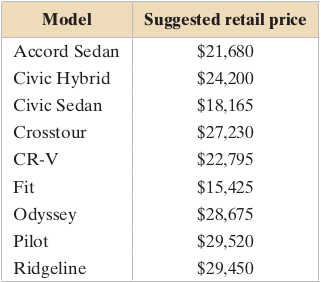 Model Suggested retail price
Accord Sedan $21,680
Civic Hybrid $24,200
Civic Sedan $18,165
Crosstour $27,230
CR-V $22,795
Fit $15,425
Odyssey $28,675
Pilot $29,520
Ridgeline $29,450